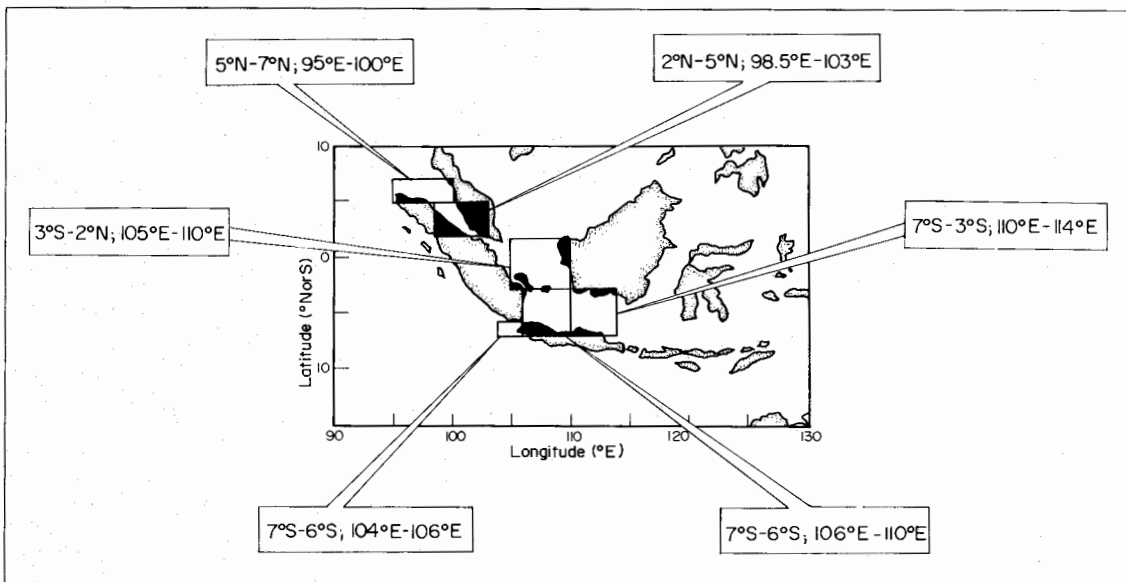 5°N-7°N; 95°E-100°E
2°N-5°N; 98.5°E-103°E
3°S-2°N; 105°E-110°E
7°S-3°S; 110°E-114°E
10
0
10
Latitude (°N or S)
90
100
110
120
130
Longitude (°E)
7°S-6°S; 104°E-106°E
7°S-6°S; 106°E-110°E